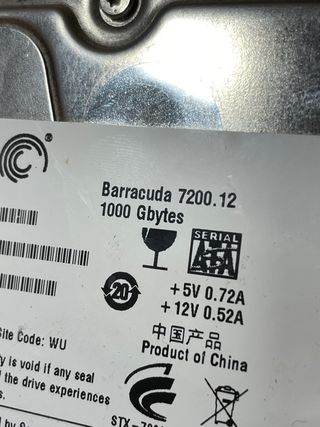 ®
Barracuda 7200.12
1000 Gbytes
SERIAL
ATA
20
+5V 0.72A
+12V 0.52A
Site Code: WU
中国产品
Product of China
y is void if any seal
the drive experiences